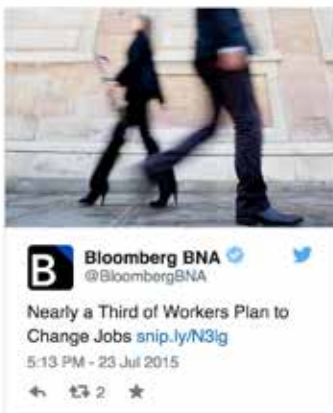 B
Bloomberg BNA
@BloombergBNA
Nearly a Third of Workers Plan to
Change Jobs snip.ly/N3lg
5:13 PM - 23 Jul 2015
2